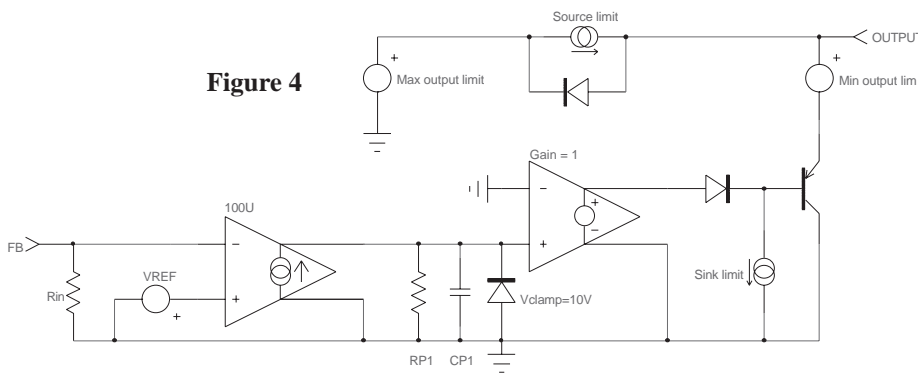 Source limit
OUTPUT
Figure 4
Max output limit
Min output lim
Gain = 1
100U
FB
VREF
Rin
Sink limit
Vclamp=10V
RP1
CP1